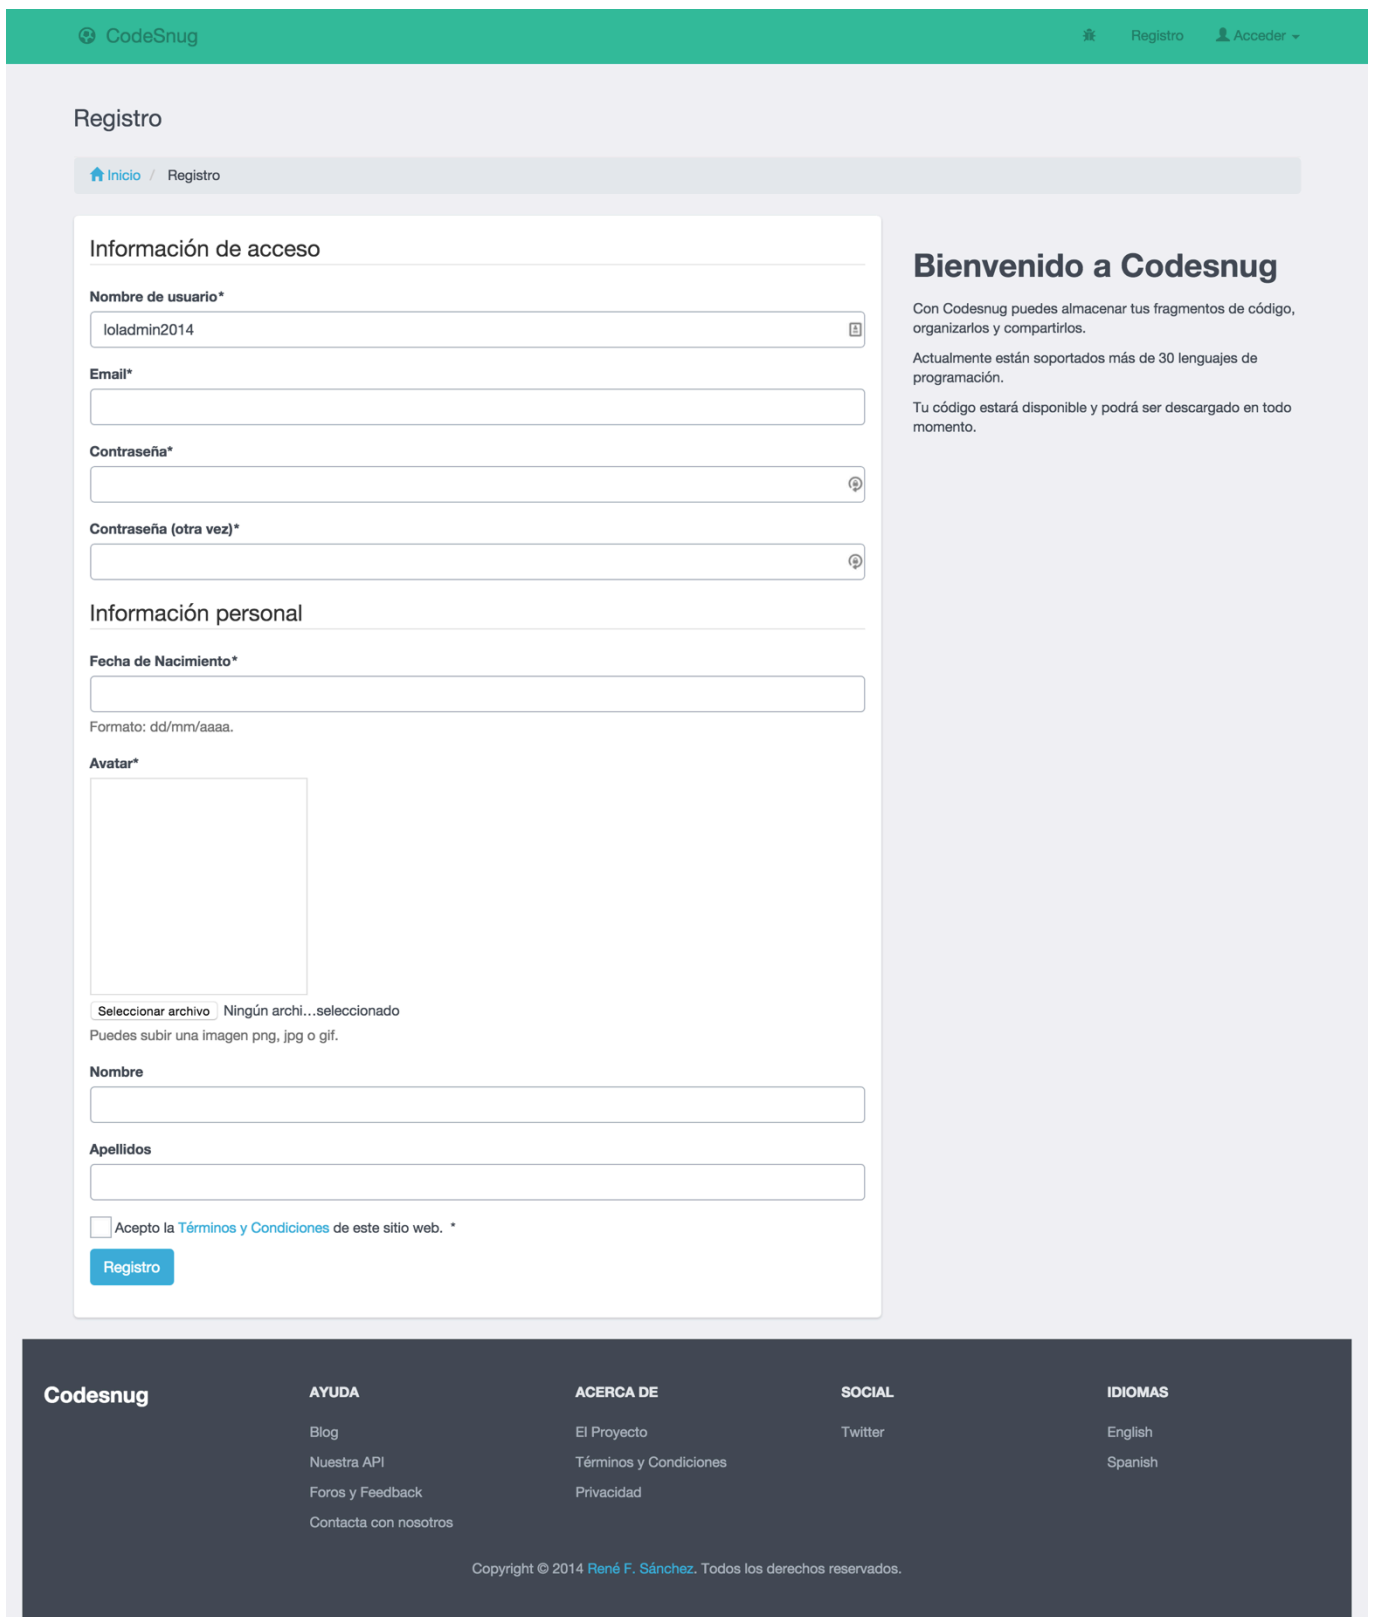 CodeSnug
Registro
Acceder
Registro
Inicio / Registro
Información de acceso
Nombre de usuario*
loladmin2014
Email*
Contraseña*
Contraseña (otra vez)*
Información personal
Fecha de Nacimiento*
Formato: dd/mm/aaaa.
Avatar*
Seleccionar archivo Ningún archi...seleccionado
Puedes subir una imagen png, jpg o gif.
Nombre
Apellidos
Acepto la Términos y Condiciones de este sitio web. *
Registro
Bienvenido a Codesnug
Con Codesnug puedes almacenar tus fragmentos de código,
organizarlos y compartirlos.
Actualmente están soportados más de 30 lenguajes de
programación.
Tu código estará disponible y podrá ser descargado en todo
momento.
Codesnug
AYUDA
Blog
Nuestra API
Foros y Feedback
Contacta con nosotros
ACERCA DE
El Proyecto
Términos y Condiciones
Privacidad
SOCIAL
Twitter
IDIOMAS
English
Spanish
Copyright © 2014 René F. Sánchez. Todos los derechos reservados.